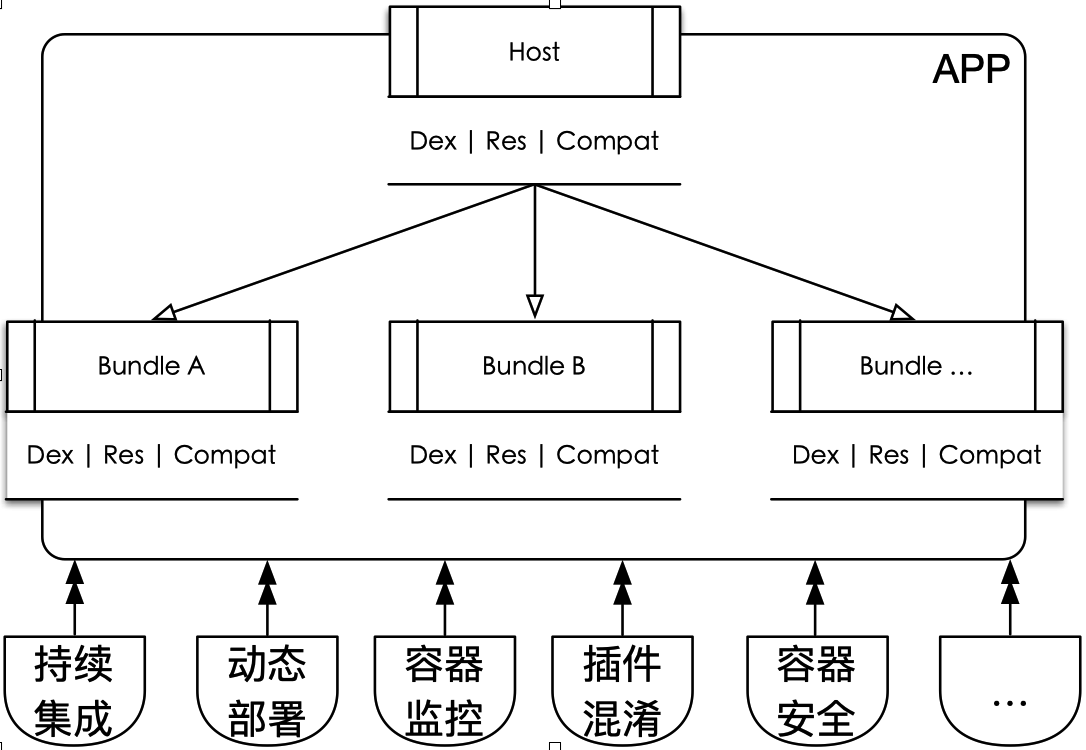 Host
APP
Dex | Res | Compat
Bundle A
Bundle B
Bundle ...
Dex | Res | Compat
Dex | Res | Compat
Dex | Res | Compat
持续
集成
动态
部署
容器
监控
插件
混淆
容器
安全
...